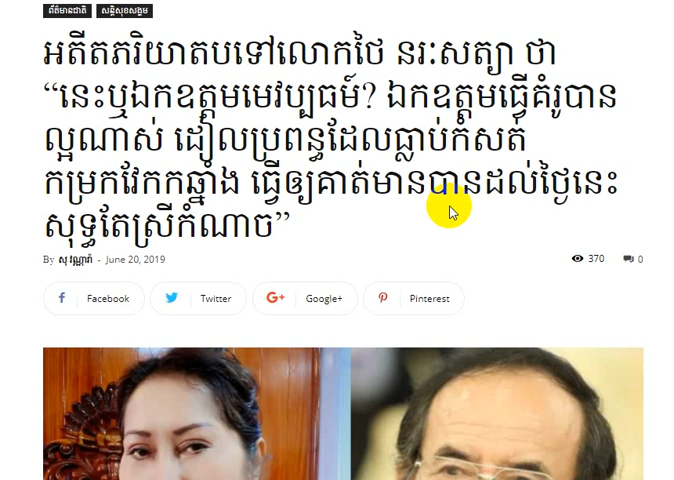 ព័ត៌មានជាតិ សន្តិសុខសង្គម
អតីតភរិយាតបទៅលោកថៃ នរៈសត្យា ថា
“នេះឬឯកឧត្តមមេវប្បធម៍? ឯកឧត្តមធ្វើគំរូបាន
ល្អណាស់ ដៀលប្រពន្ធដែលធ្លាប់កំសត់
កម្រកវែកកឆ្នាំង ធ្វើឲ្យគាត់មានបានដល់ថ្ងៃនេះ
សុទ្ធតែស្រីកំណាច”
By សុ វណ្ណារ៉ា - June 20, 2019 370 0
Facebook Twitter Google+ Pinterest